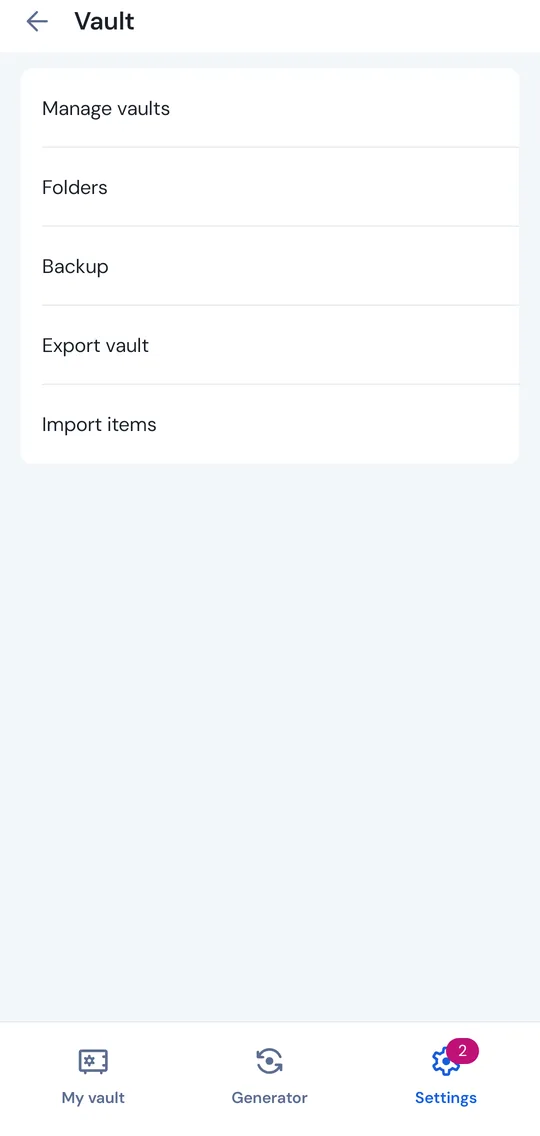 Vault
Manage vaults
Folders
Backup
Export vault
Import items
2
My vault
Generator
Settings